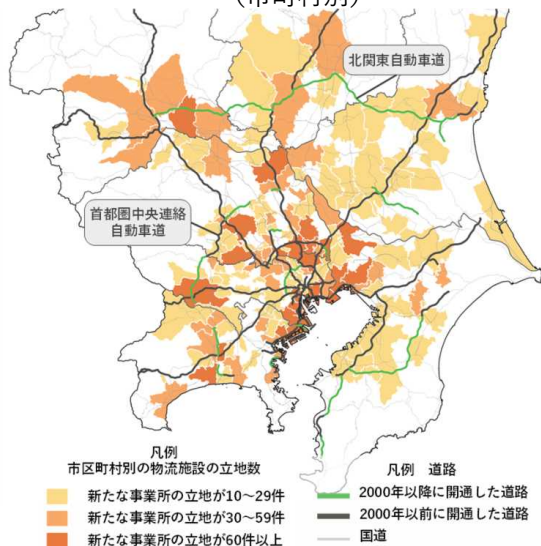 （市町村別）
北関東自動車道
首都圏中央連絡
自動車道
凡例
市区町村別の物流施設の立地数
新たな事業所の立地が10～29件
新たな事業所の立地が30～59件
新たな事業所の立地が60件以上
凡例　道路
2000年以降に開通した道路
2000年以前に開通した道路
国道